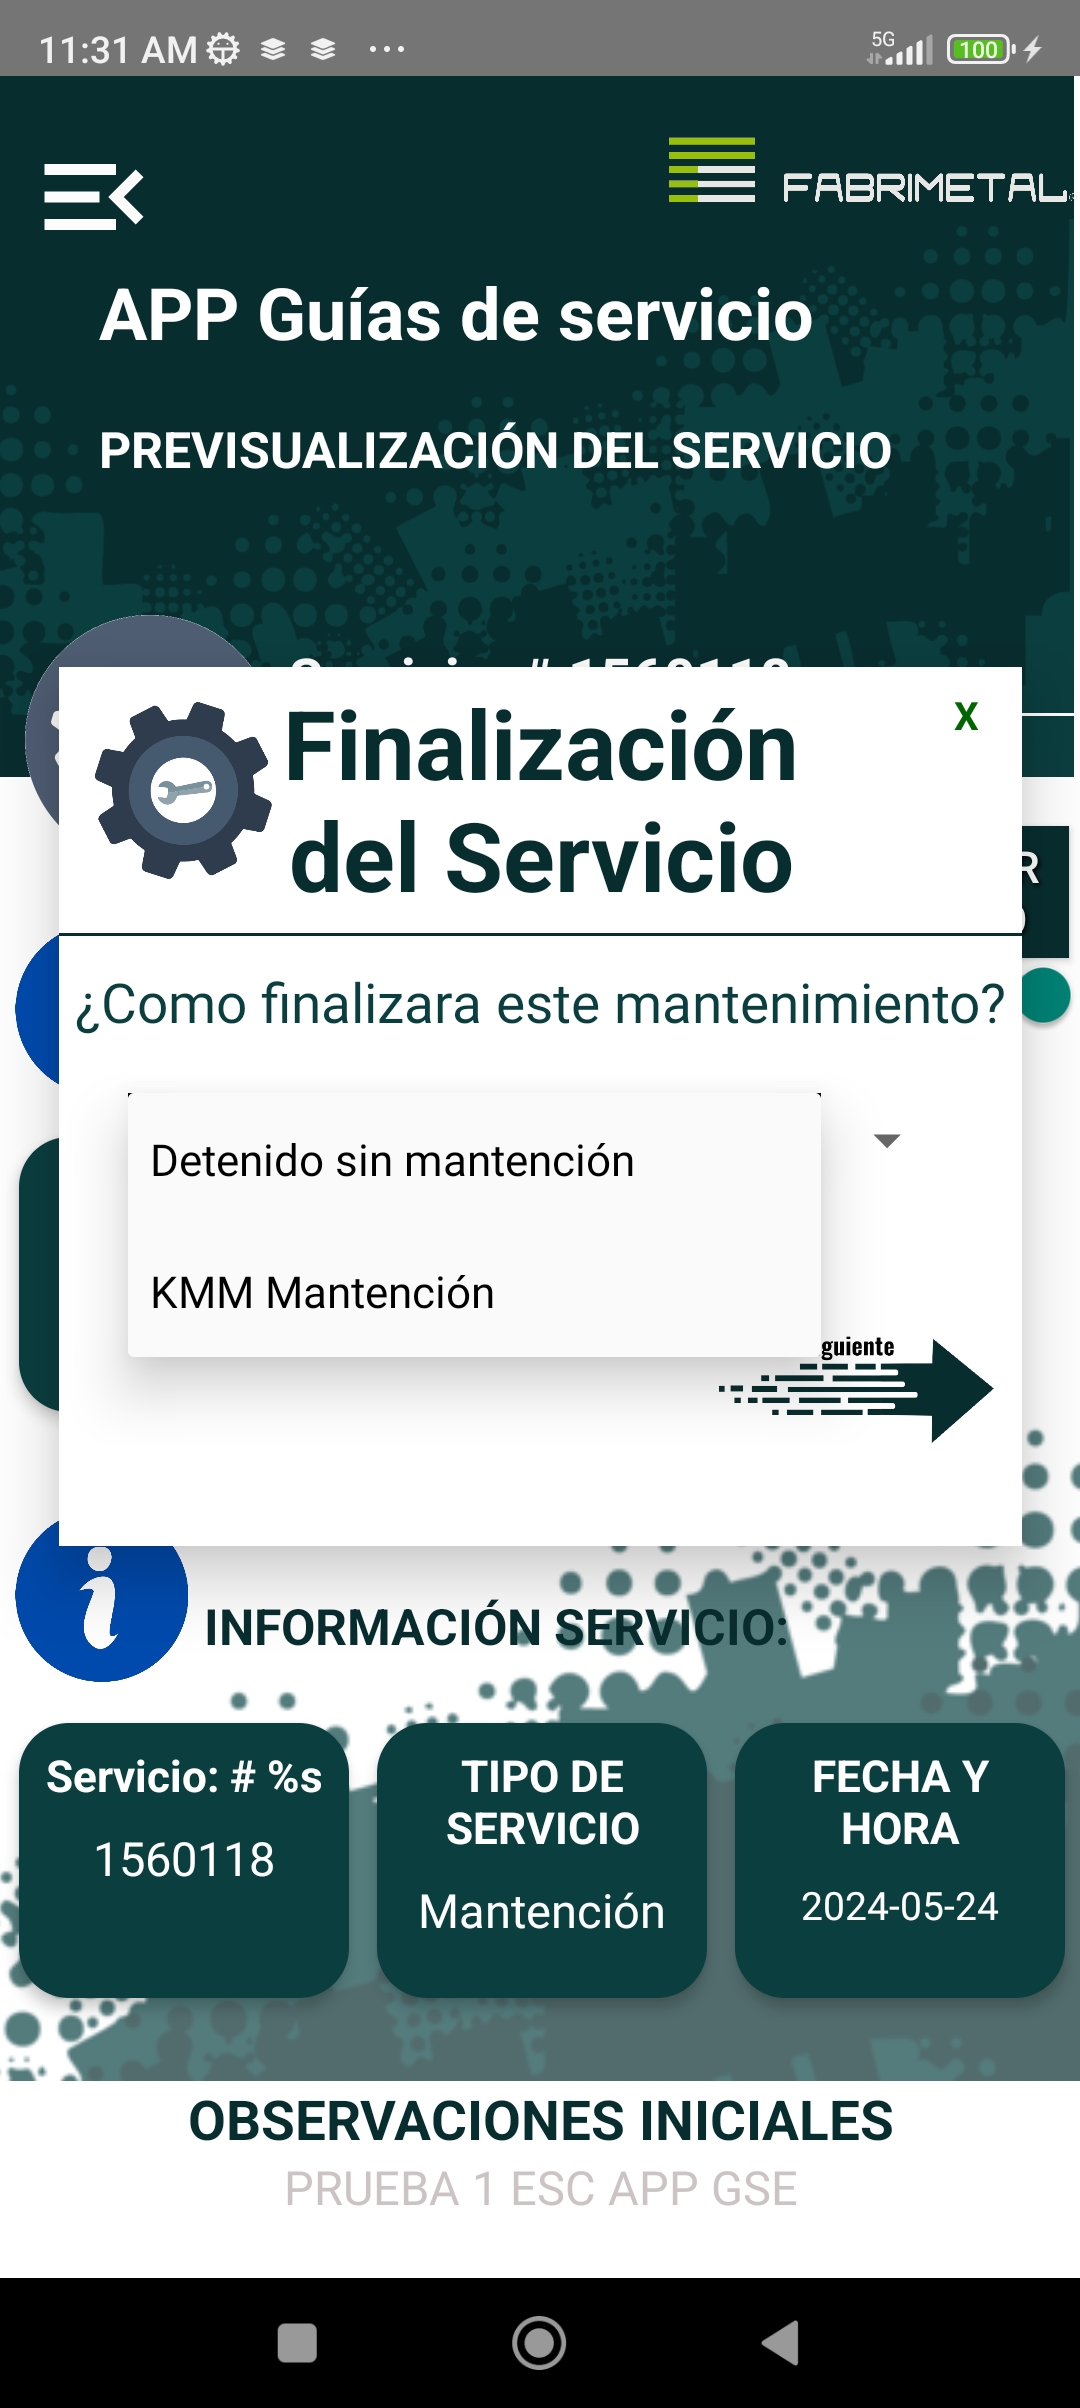 11:31 AM
5G
100
FABRIMETAL
APP Guías de servicio
PREVISUALIZACIÓN DEL SERVICIO
Finalización
del Servicio
X
¿Como finalizara este mantenimiento?
Detenido sin mantención
KMM Mantención
guiente
INFORMACIÓN SERVICIO:
Servicio: # %s
1560118
TIPO DE
SERVICIO
Mantención
FECHA Y
HORA
2024-05-24
OBSERVACIONES INICIALES
PRUEBA 1 ESC APP GSE